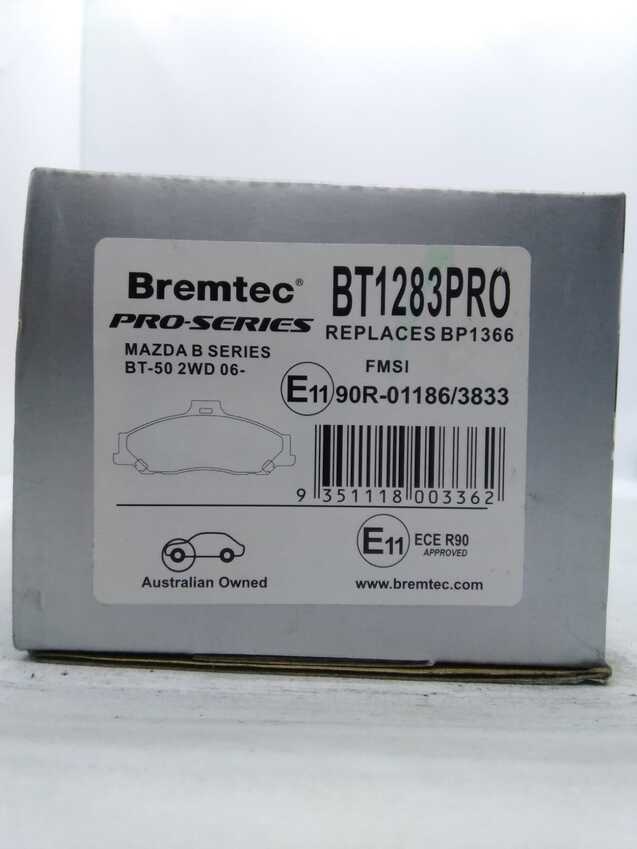 Bremtec®
PRO-SERIES
MAZDA B SERIES
BT-50 2WD 06-
BT1283PRO
REPLACES BP1366
FMSI
E11 90R-01186/3833
9 351118 003362
Australian Owned
E11 ECE R90
APPROVED
www.bremtec.com